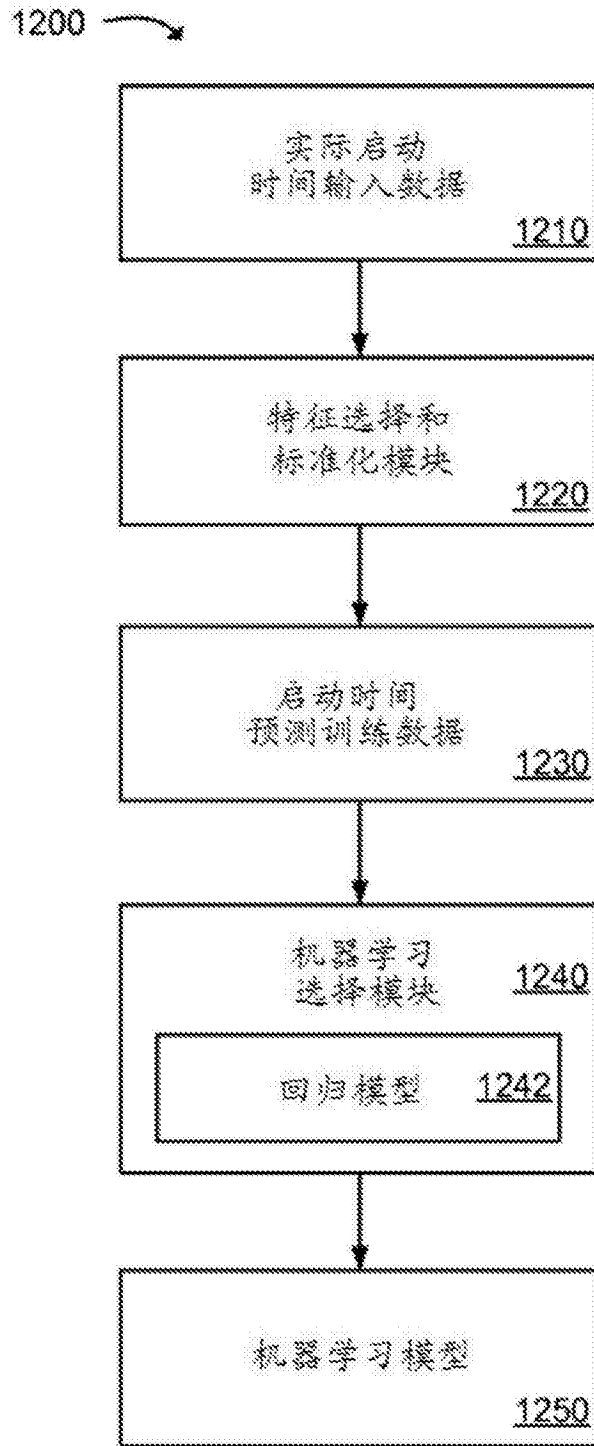 1200
实际启动
时间输入数据
1210
特征选择和
标准化模块
1220
启动时间
预测训练数据
1230
机器学习
选择模块
1240
回归模型
1242
机器学习模型
1250